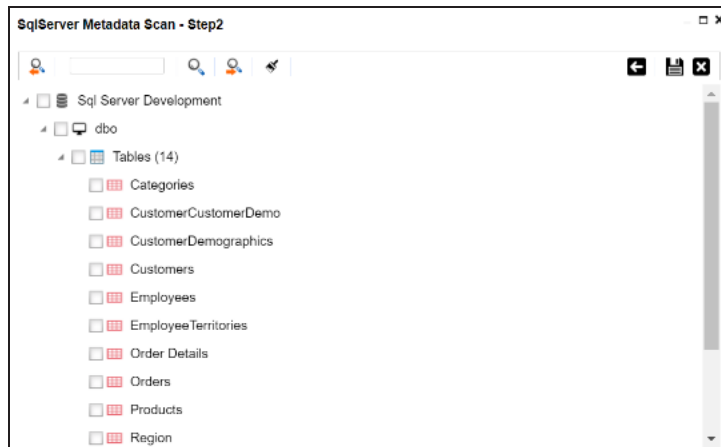 SqlServer Metadata Scan - Step2
Sql Server Development
dbo
Tables (14)
Categories
CustomerCustomerDemo
CustomerDemographics
Customers
Employees
EmployeeTerritories
Order Details
Orders
Products
Region